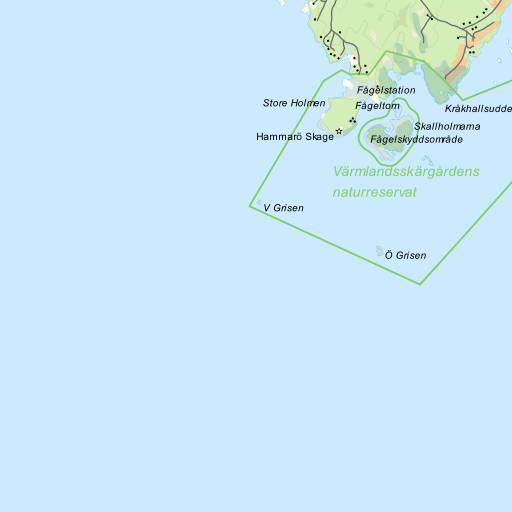 Fågelstation
Store Holmen
Fågeltorn
Kråkhallsudde
Skallholmarna
Hammarö Skage
Fågelskyddsområde
Värmlandsskärgårdens
naturreservat
V Grisen
Ö Grisen